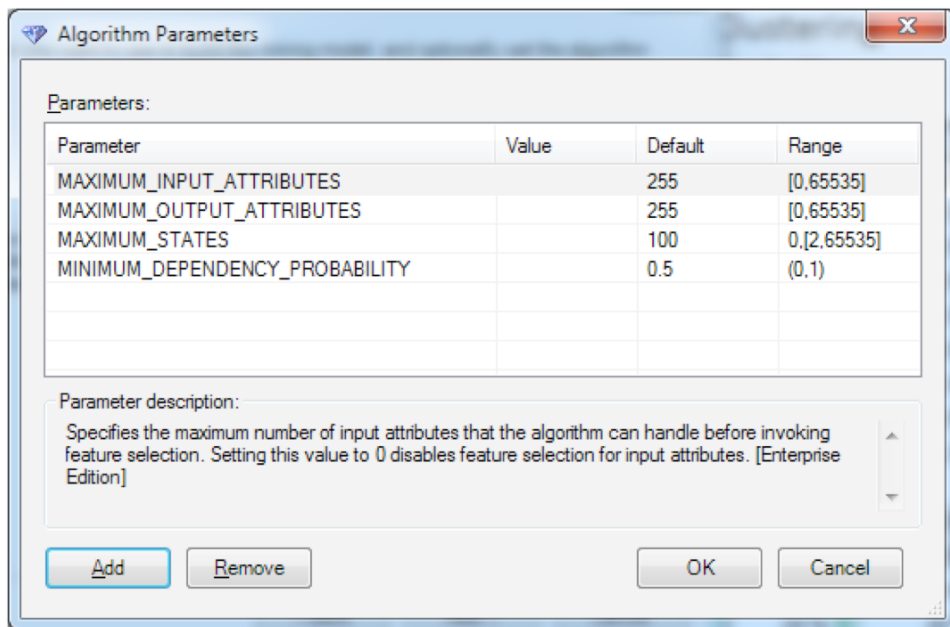 Algorithm Parameters
Parameters:
Parameter Value Default Range
MAXIMUM_INPUT_ATTRIBUTES 255 [0,65535]
MAXIMUM_OUTPUT_ATTRIBUTES 255 [0,65535]
MAXIMUM_STATES 100 0,[2,65535]
MINIMUM_DEPENDENCY_PROBABILITY 0.5 (0,1)
Parameter description:
Specifies the maximum number of input attributes that the algorithm can handle before invoking
feature selection. Setting this value to 0 disables feature selection for input attributes. [Enterprise
Edition]
Add Remove OK Cancel